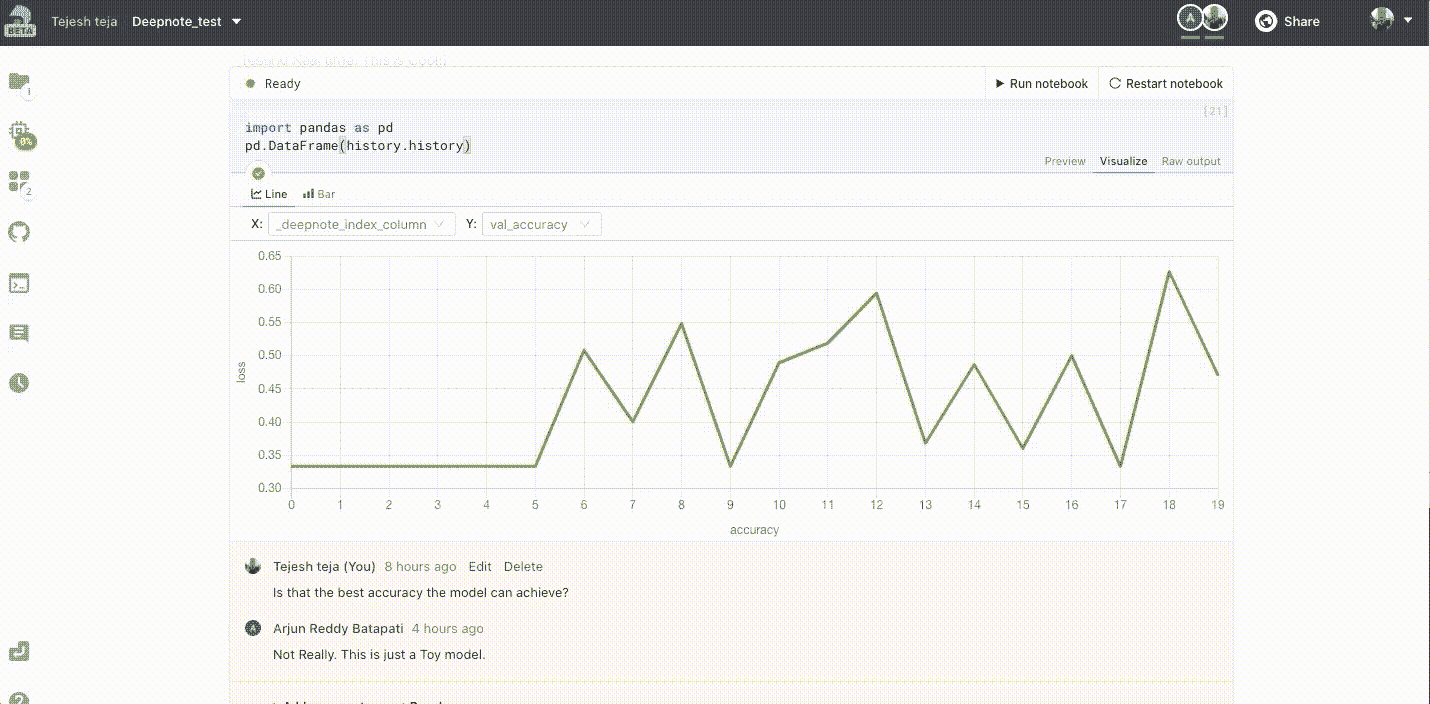 BETA Tejesh teja Deepnote_test Share
Ready Run notebook Restart notebook
[21]
import pandas as pd
pd.DataFrame(history.history)
Preview Visualize Raw output
Line Bar
X: _deepnote_index_column Y: val_accuracy
i
0%
2
0.65
0.60
0.55
0.50
0.45
0.40
0.35
0.30
loss
0 1 2 3 4 5 6 7 8 9 10 11 12 13 14 15 16 17 18 19
accuracy
Tejesh teja (You) 8 hours ago Edit Delete
Is that the best accuracy the model can achieve?
A Arjun Reddy Batapati 4 hours ago
Not Really. This is just a Toy model.